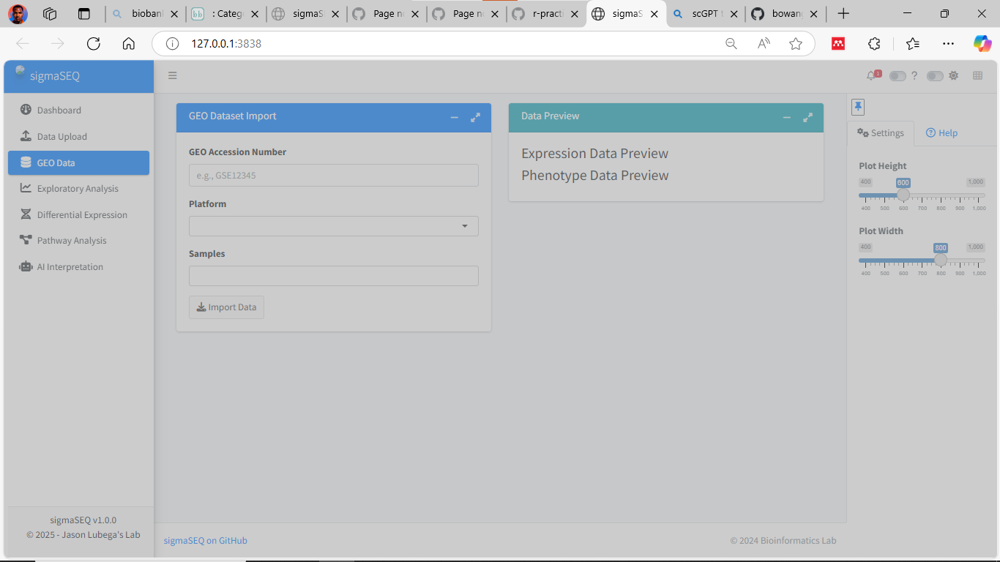 biobank
: Categ
sigmaS
Page n
Page n
r-practi
sigmaS
scGPT
bowang
127.0.0.1:3838
sigmaSEQ
1
?
Dashboard
Data Upload
GEO Data
Exploratory Analysis
Differential Expression
Pathway Analysis
AI Interpretation
sigmaSEQ v1.0.0
© 2025 - Jason Lubega's Lab
GEO Dataset Import
GEO Accession Number
e.g., GSE12345
Platform
Samples
Import Data
Data Preview
Expression Data Preview
Phenotype Data Preview
Settings
Help
Plot Height
400 600 1,000
400 500 600 700 800 900 1,000
Plot Width
400 800 1,000
400 500 600 700 800 900 1,000
sigmaSEQ on GitHub
© 2024 Bioinformatics Lab